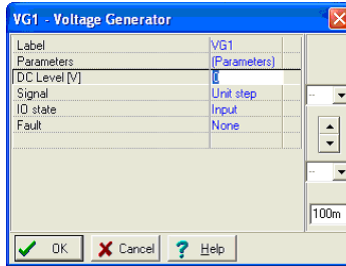 VG1 - Voltage Generator
Label VG1
Parameters (Parameters)
DC Level [V] 0
Signal Unit step
IO state Input
Fault None
--
--
100m
OK Cancel ? Help